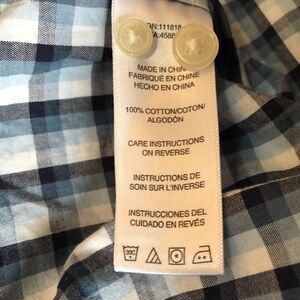 MADE IN CHINA
FABRIQUÉ EN CHINE
HECHO EN CHINA
100% COTTON/COTON/
ALGODÓN
CARE INSTRUCTIONS
ON REVERSE
INSTRUCTIONS DE
SOIN SUR L'INVERSE
INSTRUCCIONES DEL
CUIDADO EN REVÉS